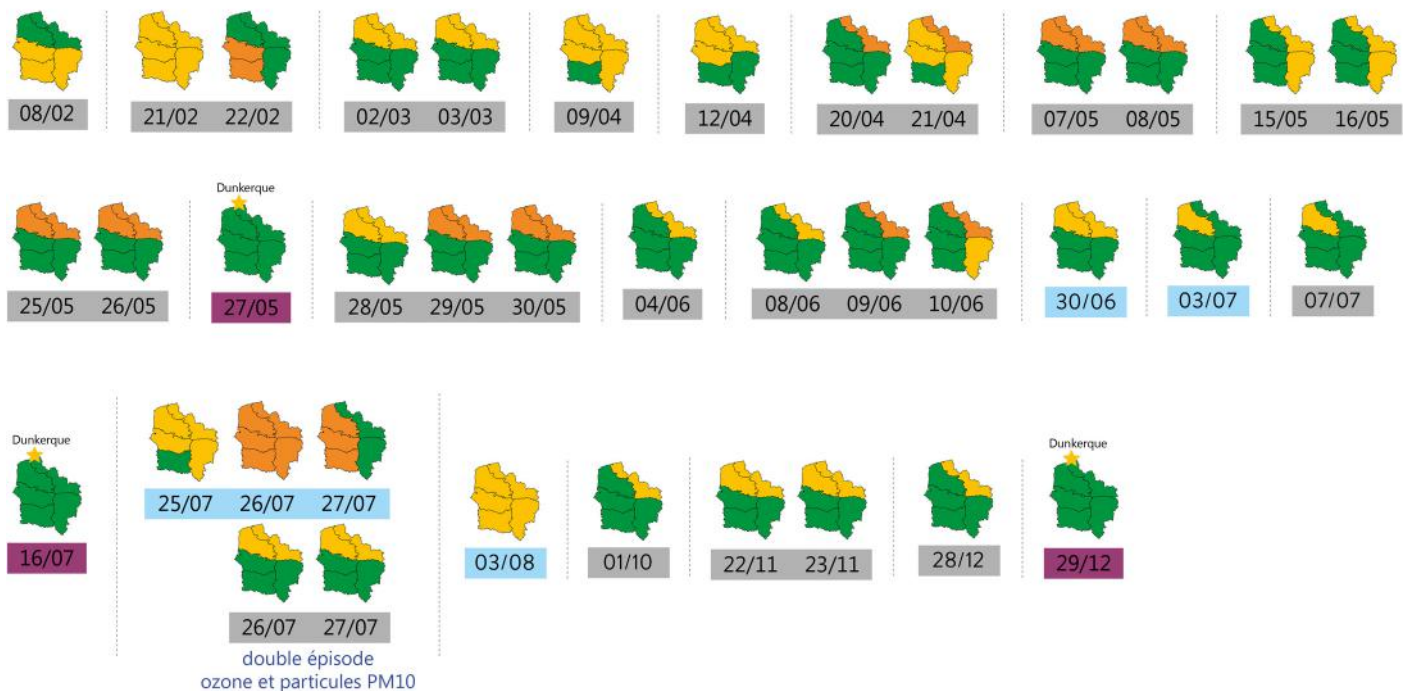 08/02 21/02 22/02 02/03 03/03 09/04 12/04 20/04 21/04 07/05 08/05 15/05 16/05
Dunkerque
25/05 26/05 27/05 28/05 29/05 30/05 04/06 08/06 09/06 10/06 30/06 03/07 07/07
Dunkerque
16/07
25/07 26/07 27/07
26/07 27/07
double épisode
ozone et particules PM10
03/08 01/10 22/11 23/11 28/12
Dunkerque
29/12